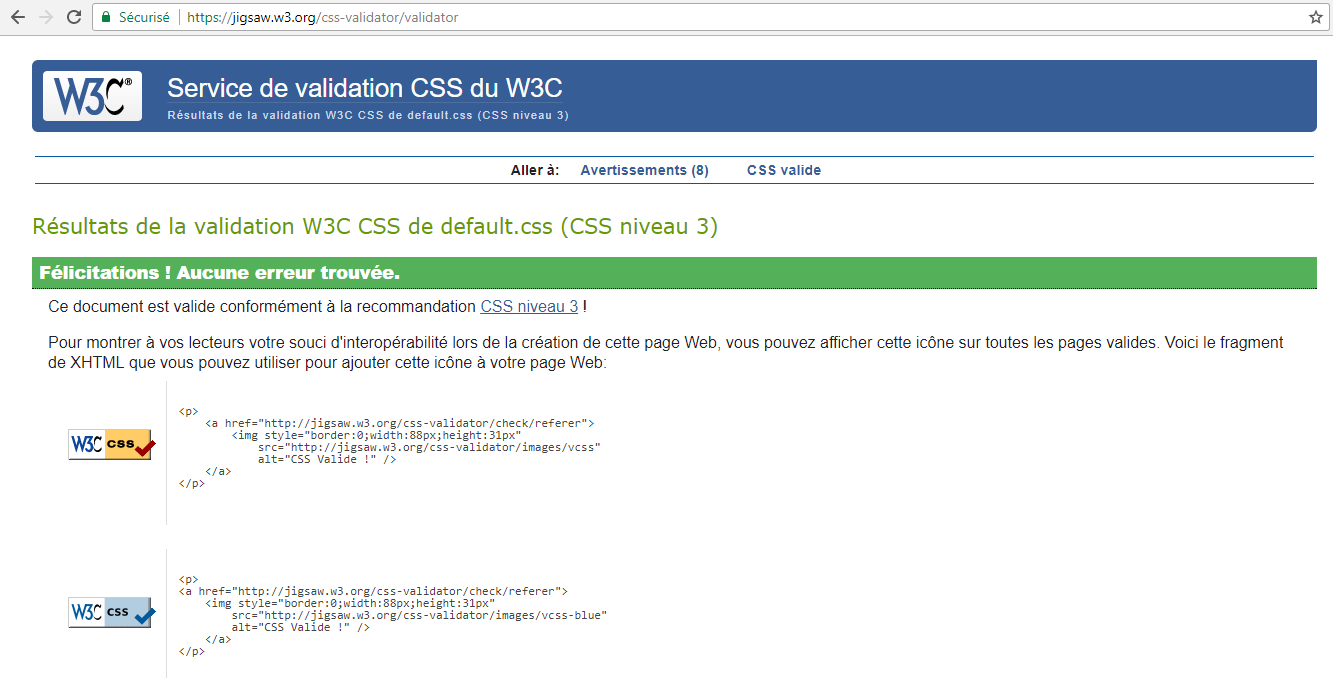 Sécurisé | https://jigsaw.w3.org/css-validator/validator
W3C® Service de validation CSS du W3C
Résultats de la validation W3C CSS de default.css (CSS niveau 3)
Aller à: Avertissements (8) CSS valide
Résultats de la validation W3C CSS de default.css (CSS niveau 3)
Félicitations ! Aucune erreur trouvée.
Ce document est valide conformément à la recommandation CSS niveau 3 !
Pour montrer à vos lecteurs votre souci d'interopérabilité lors de la création de cette page Web, vous pouvez afficher cette icône sur toutes les pages valides. Voici le fragment
de XHTML que vous pouvez utiliser pour ajouter cette icône à votre page Web:
W3C css
<p>
<a href="http://jigsaw.w3.org/css-validator/check/referer">
<img style="border:0;width:88px;height:31px"
src="http://jigsaw.w3.org/css-validator/images/vcss"
alt="CSS Valide !" />
</a>
</p>
W3C css
<p>
<a href="http://jigsaw.w3.org/css-validator/check/referer">
<img style="border:0;width:88px;height:31px"
src="http://jigsaw.w3.org/css-validator/images/vcss-blue"
alt="CSS Valide !" />
</a>
</p>